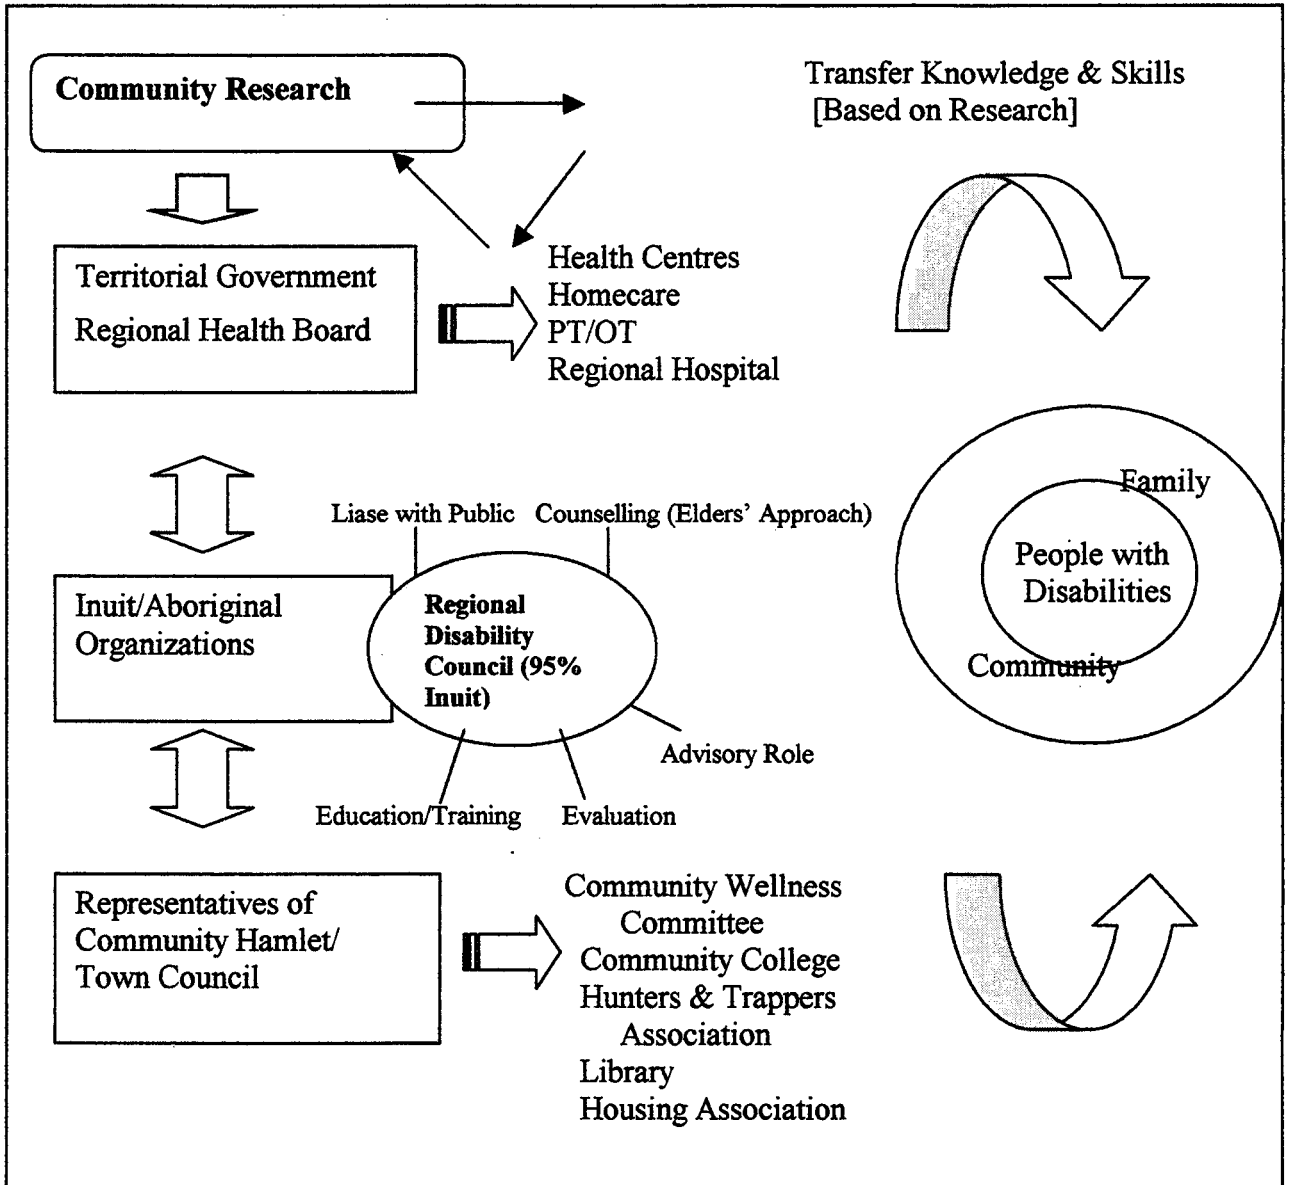 Community Research
Transfer Knowledge & Skills
[Based on Research]
Territorial Government
Regional Health Board
Health Centres
Homecare
PT/OT
Regional Hospital
Family
People with
Disabilities
Community
Liase with Public
Counselling (Elders' Approach)
Inuit/Aboriginal
Organizations
Regional
Disability
Council (95%
Inuit)
Advisory Role
Education/Training
Evaluation
Representatives of
Community Hamlet/
Town Council
Community Wellness
Committee
Community College
Hunters & Trappers
Association
Library
Housing Association